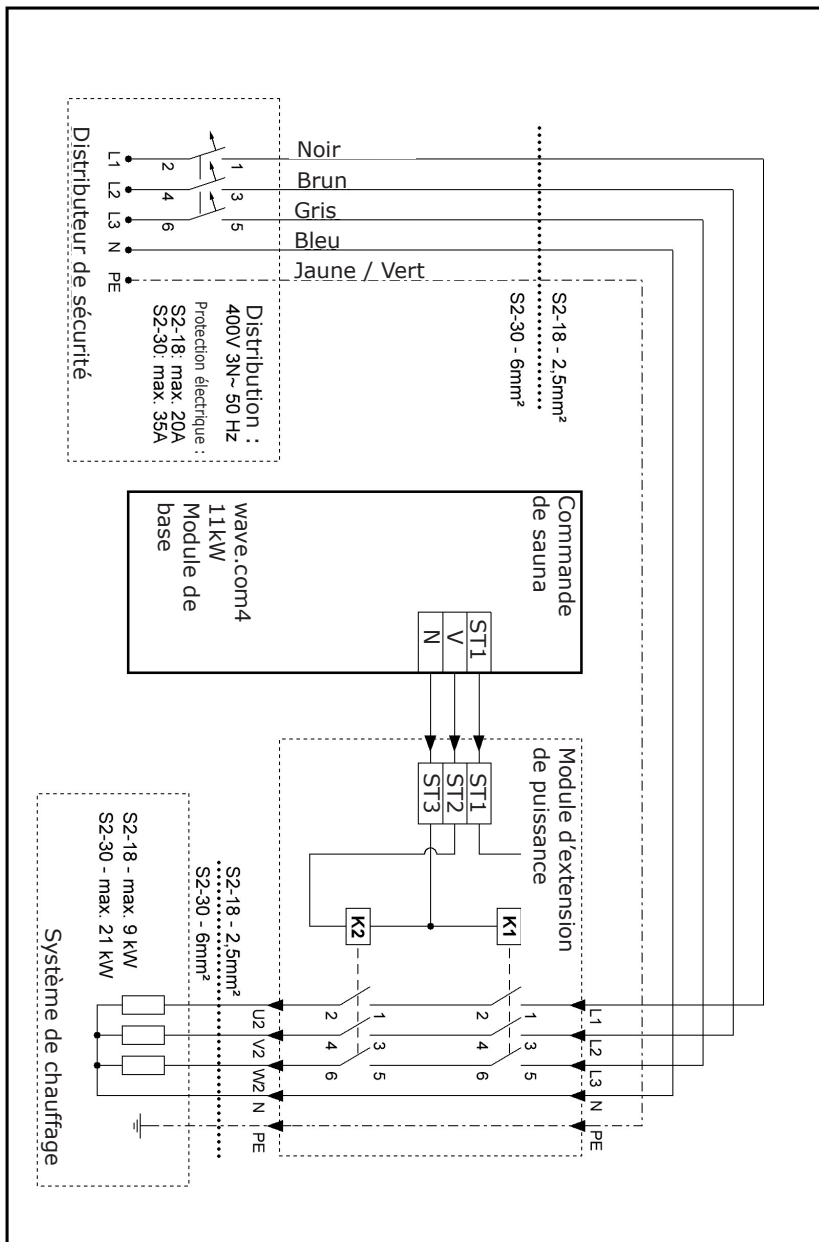 Distributeur de sécurité
L1
L2
L3
N
PE
2
4
6
1
3
5
Noir
Brun
Gris
Bleu
Jaune / Vert
Distribution :
400V 3N~ 50 Hz
Protection électrique :
S2-18: max. 20A
S2-30: max. 35A
S2-18 - 2,5mm²
S2-30 - 6mm²
Commande
de sauna
wave.com4
11kW
Module de
base
ST1
V
N
Module d'extension
de puissance
ST1
ST2
ST3
K1
K2
L1
L2
L3
N
PE
1
3
5
2
4
6
1
3
5
2
4
6
U2
V2
W2
N
PE
S2-18 - 2,5mm²
S2-30 - 6mm²
S2-18 - max. 9 kW
S2-30 - max. 21 kW
Système de chauffage